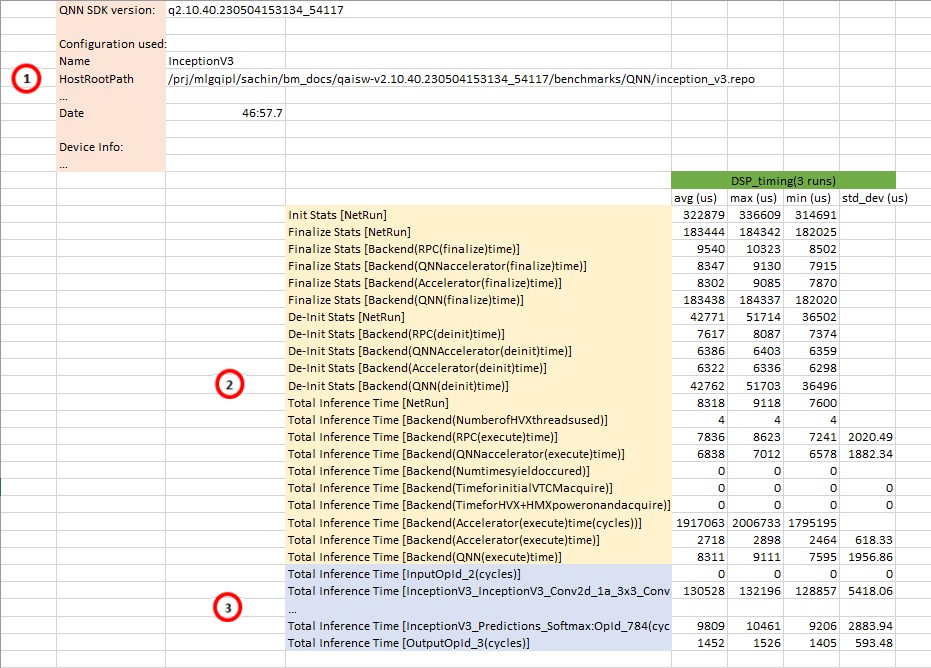 QNN SDK version: q2.10.40.230504153134_54117
Configuration used:
Name InceptionV3
1 HostRootPath /prj/mlgqipl/sachin/bm_docs/qaisw-v2.10.40.230504153134_54117/benchmarks/QNN/inception_v3.repo
...
Date 46:57.7
Device Info:
...
DSP_timing(3 runs)
avg (us) max (us) min (us) std_dev (us)
Init Stats [NetRun] 322879 336609 314691
Finalize Stats [NetRun] 183444 184342 182025
Finalize Stats [Backend(RPC(finalize)time)] 9540 10323 8502
Finalize Stats [Backend(QNNaccelerator(finalize)time)] 8347 9130 7915
Finalize Stats [Backend(Accelerator(finalize)time)] 8302 9085 7870
Finalize Stats [Backend(QNN(finalize)time)] 183438 184337 182020
De-Init Stats [NetRun] 42771 51714 36502
De-Init Stats [Backend(RPC(deinit)time)] 7617 8087 7374
De-Init Stats [Backend(QNNAccelerator(deinit)time)] 6386 6403 6359
De-Init Stats [Backend(Accelerator(deinit)time)] 6322 6336 6298
2 De-Init Stats [Backend(QNN(deinit)time)] 42762 51703 36496
Total Inference Time [NetRun] 8318 9118 7600
Total Inference Time [Backend(NumberofHVXthreadsused)] 4 4 4
Total Inference Time [Backend(RPC(execute)time)] 7836 8623 7241 2020.49
Total Inference Time [Backend(QNNaccelerator(execute)time)] 6838 7012 6578 1882.34
Total Inference Time [Backend(Numtimesyieldoccured)] 0 0 0
Total Inference Time [Backend(TimeforinitialVTCMacquire)] 0 0 0 0
Total Inference Time [Backend(TimeforHVX+HMXpoweronandacquire)] 0 0 0 0
Total Inference Time [Backend(Accelerator(execute)time(cycles))] 1917063 2006733 1795195
Total Inference Time [Backend(Accelerator(execute)time)] 2718 2898 2464 618.33
Total Inference Time [Backend(QNN(execute)time)] 8311 9111 7595 1956.86
Total Inference Time [InputOpId_2(cycles)] 0 0 0 0
Total Inference Time [InceptionV3_InceptionV3_Conv2d_1a_3x3_Conv 130528 132196 128857 5418.06
3 ...
Total Inference Time [InceptionV3_Predictions_Softmax:OpId_784(cyc 9809 10461 9206 2883.94
Total Inference Time [OutputOpId_3(cycles)] 1452 1526 1405 593.48